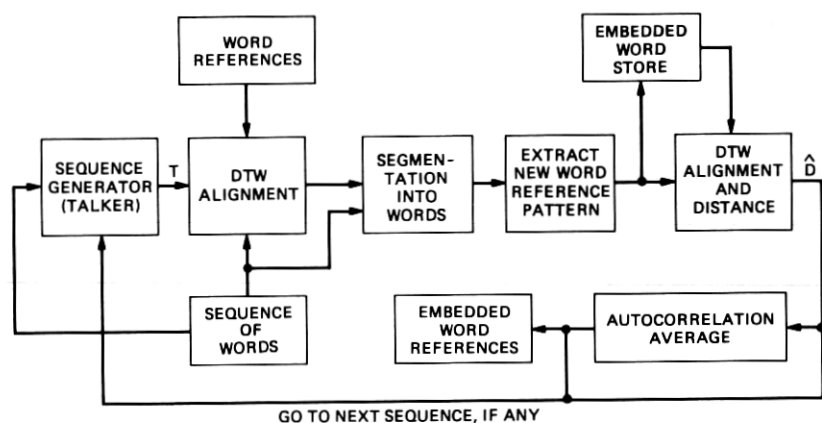 WORD
REFERENCES
EMBEDDED
WORD
STORE
SEQUENCE
GENERATOR
(TALKER)
T
DTW
ALIGNMENT
SEGMEN-
TATION
INTO
WORDS
EXTRACT
NEW WORD
REFERENCE
PATTERN
DTW
ALIGNMENT
AND
DISTANCE
D̂
SEQUENCE
OF
WORDS
EMBEDDED
WORD
REFERENCES
AUTOCORRELATION
AVERAGE
GO TO NEXT SEQUENCE, IF ANY